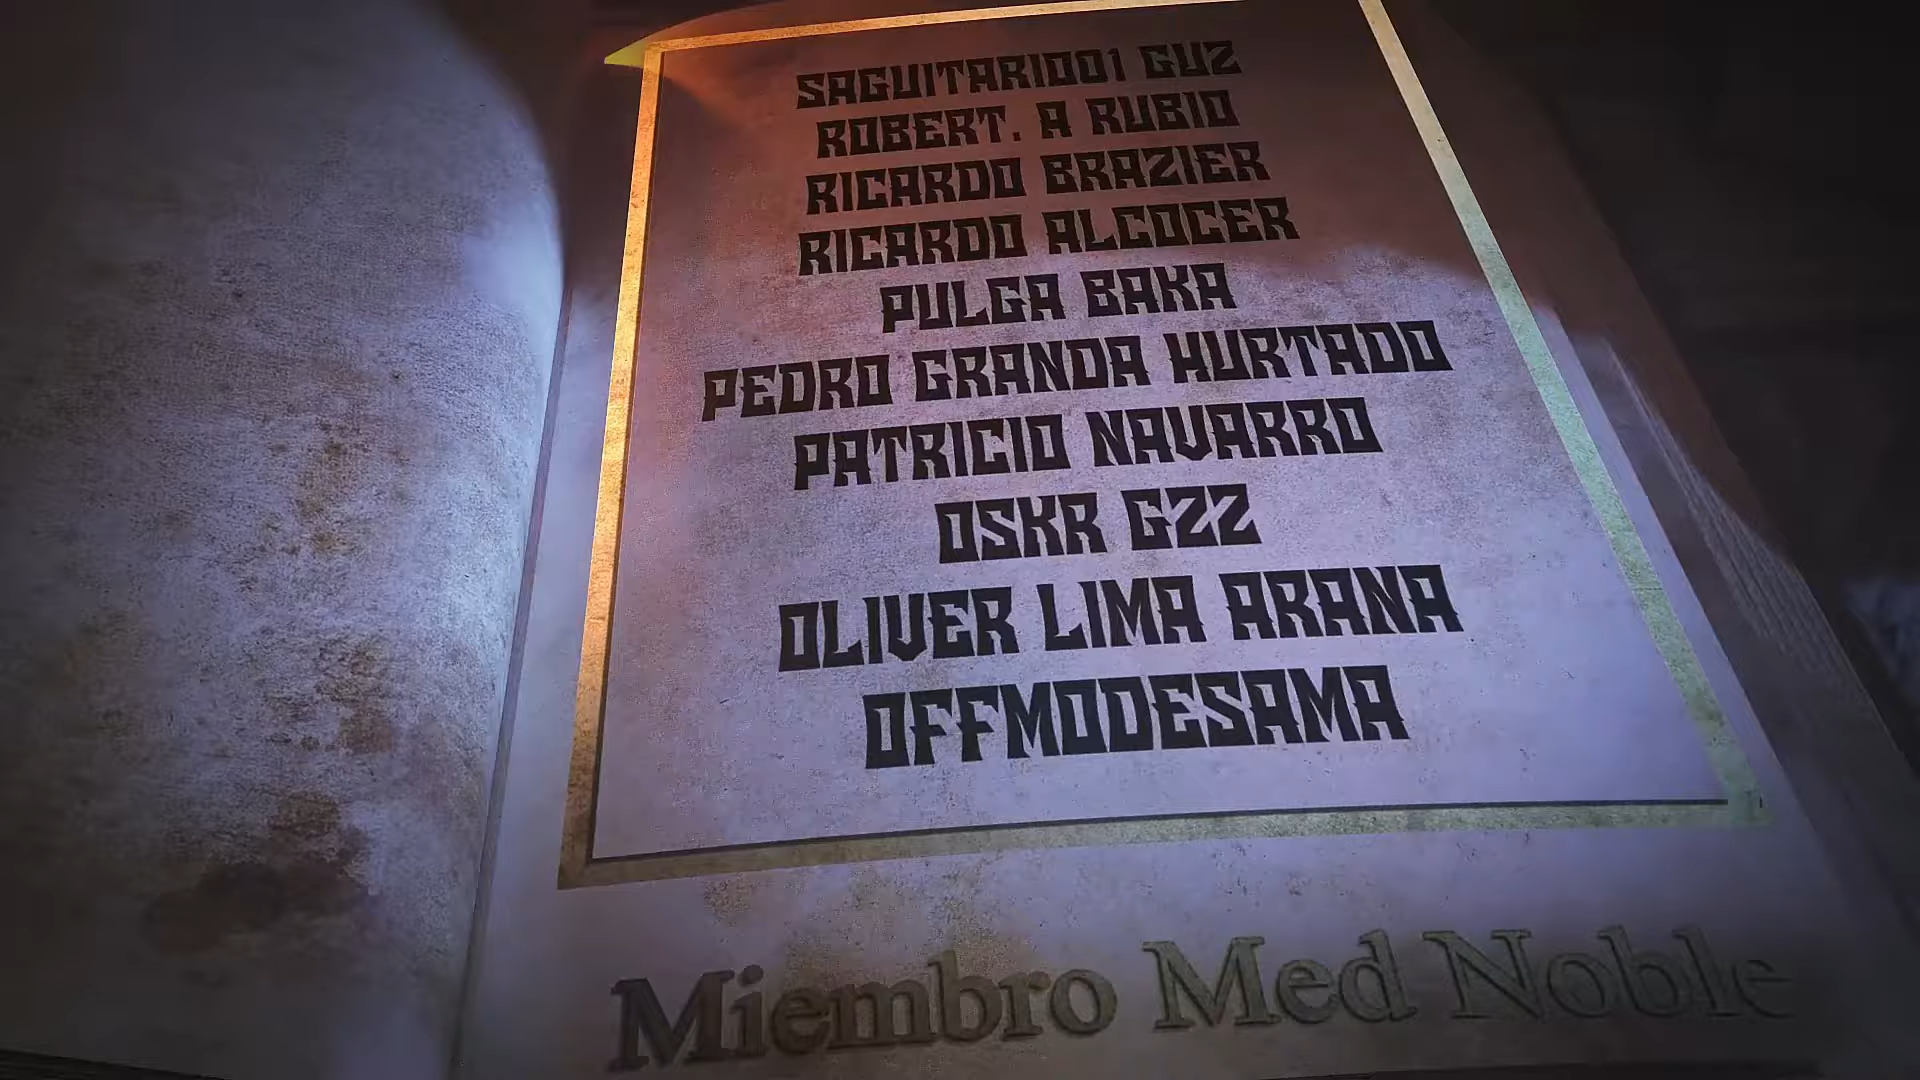 SAGUITARIO01 GUZ
ROBERT. A RUBIO
RICARDO BRAZIER
RICARDO ALCOCER
PULGA BAKA
PEDRO GRANDA HURTADO
PATRICIO NAVARRO
OSKR GZZ
OLIVER LIMA ARANA
OFFMODESAMA
Miembro Med Noble